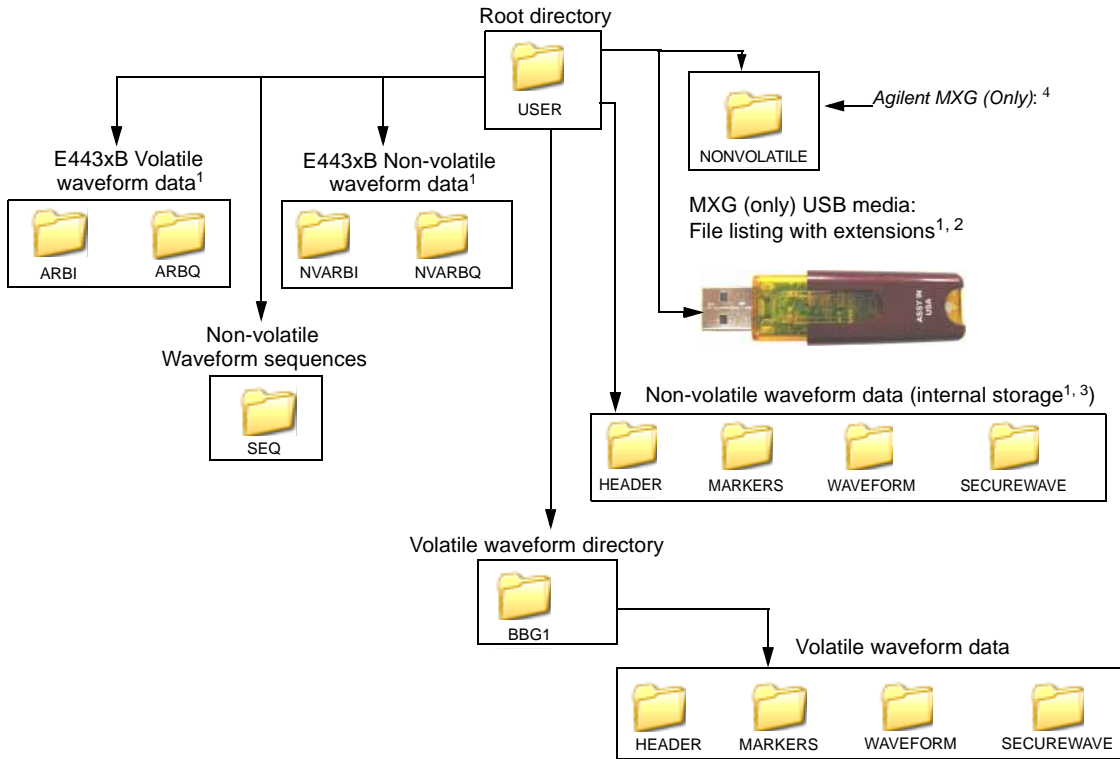 Root directory
USER
Agilent MXG (Only): 4
NONVOLATILE
E443xB Volatile
waveform data1
ARBI
ARBQ
E443xB Non-volatile
waveform data1
NVARBI
NVARBQ
MXG (only) USB media:
File listing with extensions1, 2
ASSY IN
USA
Non-volatile
Waveform sequences
SEQ
Non-volatile waveform data (internal storage1, 3)
HEADER
MARKERS
WAVEFORM
SECUREWAVE
Volatile waveform directory
BBG1
Volatile waveform data
HEADER
MARKERS
WAVEFORM
SECUREWAVE